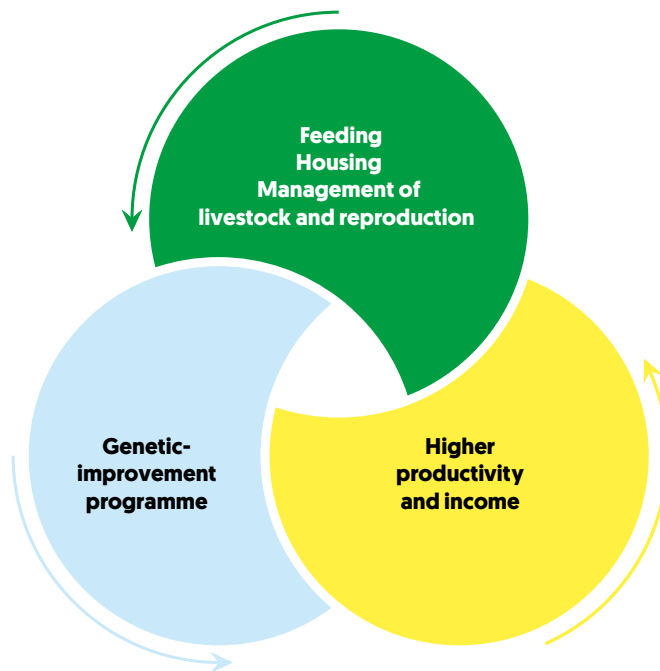 Feeding
Housing
Management of
livestock and reproduction
Genetic-
improvement
programme
Higher
productivity
and income